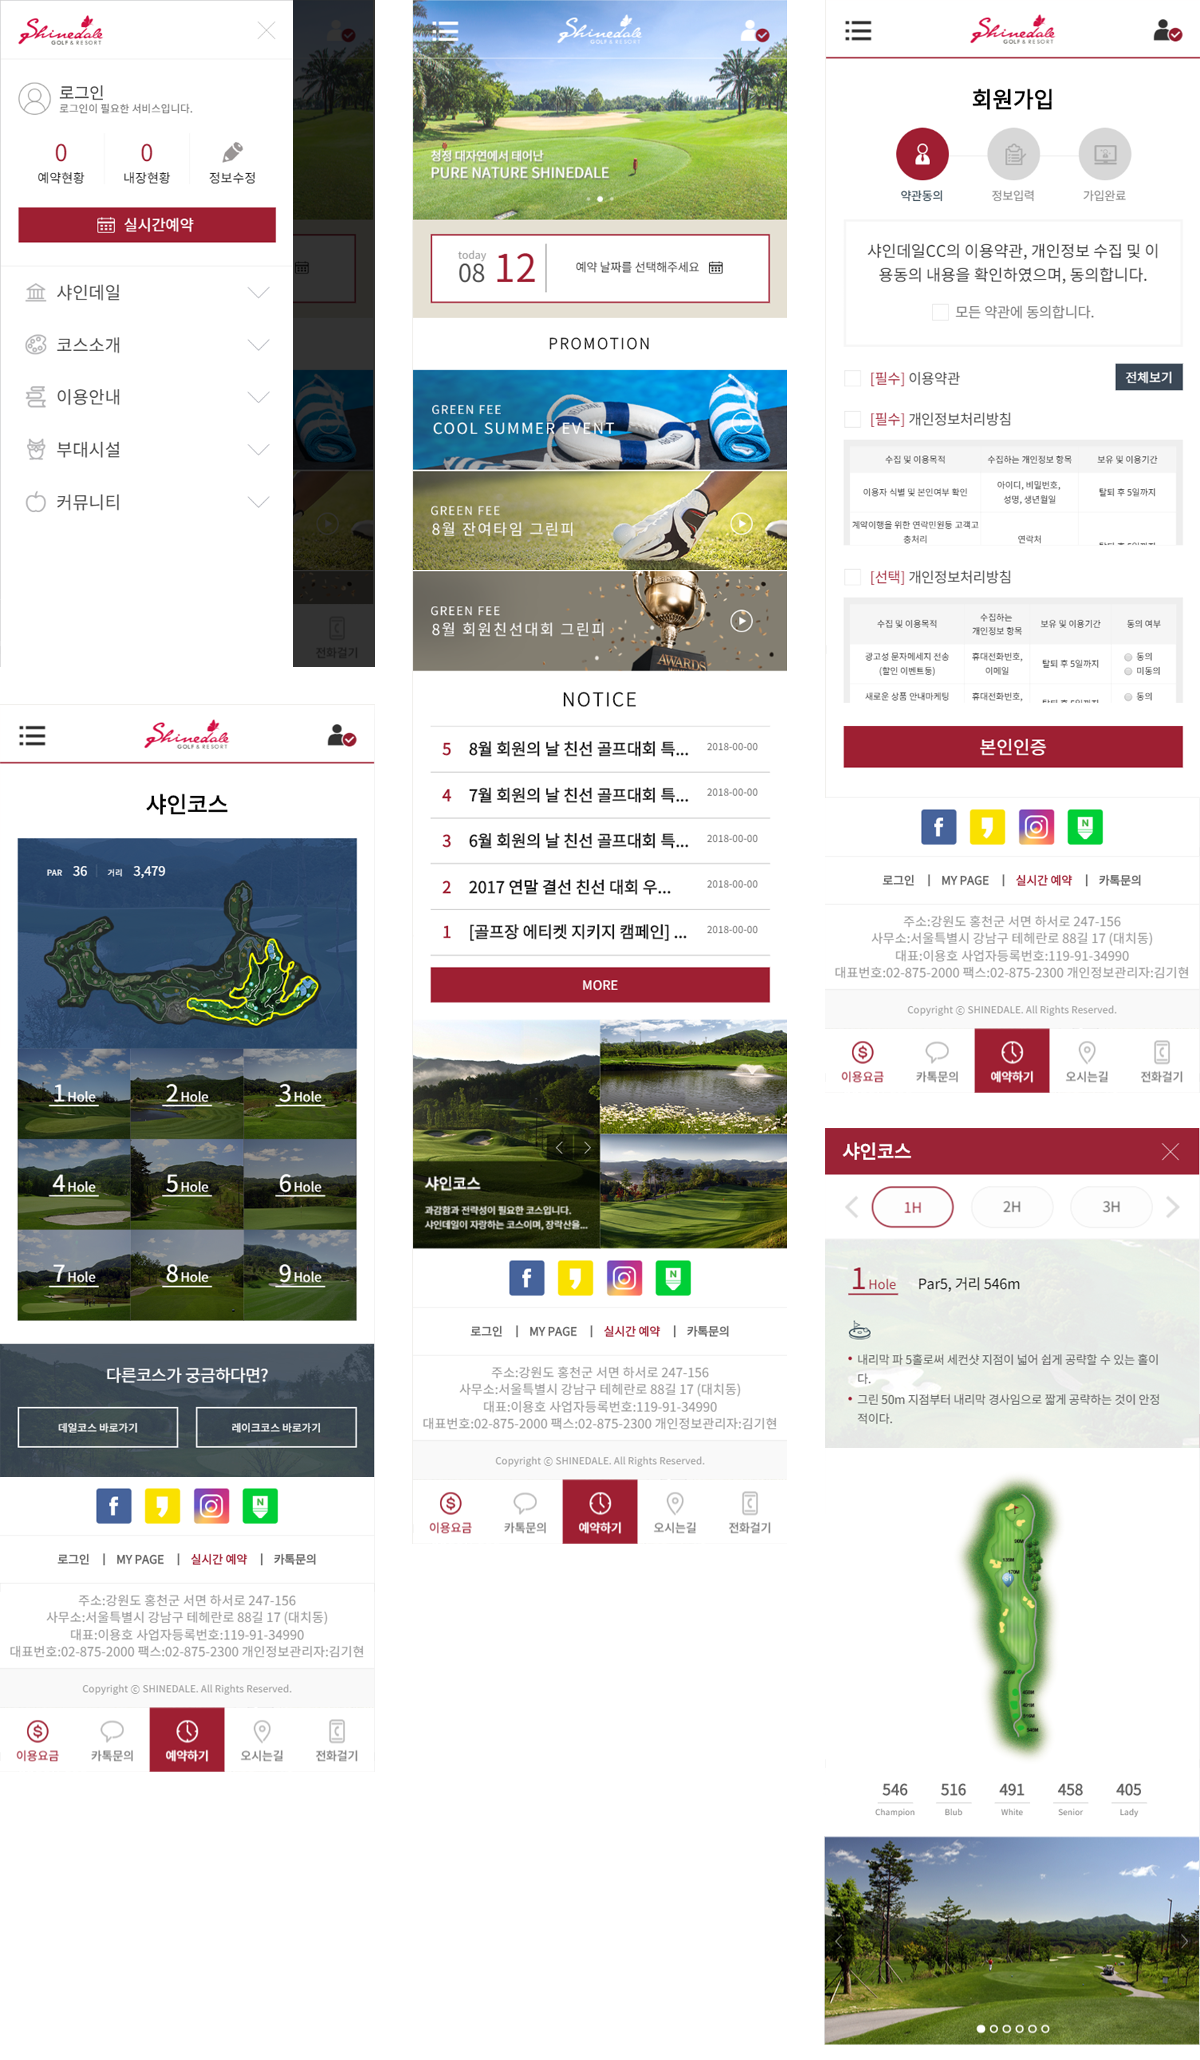 Shinedale
GOLF & RESORT
로그인
로그인이 필요한 서비스입니다.
0
0
예약현황
내장현황
정보수정
실시간예약
샤인데일
코스소개
이용안내
부대시설
커뮤니티
전화걸기
Shinedale
GOLF & RESORT
샤인코스
PAR 36 거리 3,479
1 Hole
2 Hole
3 Hole
4 Hole
5 Hole
6 Hole
7 Hole
8 Hole
9 Hole
다른코스가 궁금하다면?
데일코스 바로가기
레이크코스 바로가기
로그인 | MY PAGE | 실시간 예약 | 카톡문의
주소:강원도 홍천군 서면 하서로 247-156
사무소:서울특별시 강남구 테헤란로 88길 17 (대치동)
대표:이용호 사업자등록번호:119-91-34990
대표번호:02-875-2000 팩스:02-875-2300 개인정보관리자:김기현
Copyright ⓒ SHINEDALE. All Rights Reserved.
이용요금
카톡문의
예약하기
오시는길
전화걸기
Shinedale
GOLF & RESORT
청정 대자연에서 태어난
PURE NATURE SHINEDALE
today
08 12
예약 날짜를 선택해주세요
PROMOTION
GREEN FEE
COOL SUMMER EVENT
GREEN FEE
8월 잔여타임 그린피
GREEN FEE
8월 회원친선대회 그린피
AWARDS
NOTICE
5 8월 회원의 날 친선 골프대회 특... 2018-00-00
4 7월 회원의 날 친선 골프대회 특... 2018-00-00
3 6월 회원의 날 친선 골프대회 특... 2018-00-00
2 2017 연말 결선 친선 대회 우... 2018-00-00
1 [골프장 에티켓 지키지 캠페인] ... 2018-00-00
MORE
샤인코스
과감함과 전략성이 필요한 코스입니다.
샤인데일이 자랑하는 코스이며, 장락산율...
로그인 | MY PAGE | 실시간 예약 | 카톡문의
주소:강원도 홍천군 서면 하서로 247-156
사무소:서울특별시 강남구 테헤란로 88길 17 (대치동)
대표:이용호 사업자등록번호:119-91-34990
대표번호:02-875-2000 팩스:02-875-2300 개인정보관리자:김기현
Copyright ⓒ SHINEDALE. All Rights Reserved.
이용요금
카톡문의
예약하기
오시는길
전화걸기
Shinedale
GOLF & RESORT
회원가입
약관동의
정보입력
가입완료
샤인데일CC의 이용약관, 개인정보 수집 및 이
용동의 내용을 확인하였으며, 동의합니다.
모든 약관에 동의합니다.
[필수] 이용약관
전체보기
[필수] 개인정보처리방침
수집 및 이용목적 수집하는 개인정보 항목 보유 및 이용기간
이용자 식별 및 본인여부 확인
아이디, 비밀번호,
성명, 생년월일
탈퇴 후 5일까지
계약이행을 위한 연락민원등 고객고
충처리
연락처
탈퇴 후 5일까지
[선택] 개인정보처리방침
수집 및 이용목적
수집하는
개인정보 항목
보유 및 이용기간
동의 여부
광고성 문자메세지 전송
(할인 이벤트등)
휴대전화번호,
이메일
탈퇴 후 5일까지
동의
미동의
새로운 상품 안내마케팅
휴대전화번호,
탈퇴 후 5일까지
동의
본인인증
로그인 | MY PAGE | 실시간 예약 | 카톡문의
주소:강원도 홍천군 서면 하서로 247-156
사무소:서울특별시 강남구 테헤란로 88길 17 (대치동)
대표:이용호 사업자등록번호:119-91-34990
대표번호:02-875-2000 팩스:02-875-2300 개인정보관리자:김기현
Copyright ⓒ SHINEDALE. All Rights Reserved.
이용요금
카톡문의
예약하기
오시는길
전화걸기
샤인코스
1H
2H
3H
1 Hole Par5, 거리 546m
내리막 파 5홀로써 세컨샷 지점이 넓어 쉽게 공략할 수 있는 홀이
다.
그린 50m 지점부터 내리막 경사임으로 짧게 공략하는 것이 안정
적이다.
546 516 491 458 405
Champion Blub White Senior Lady